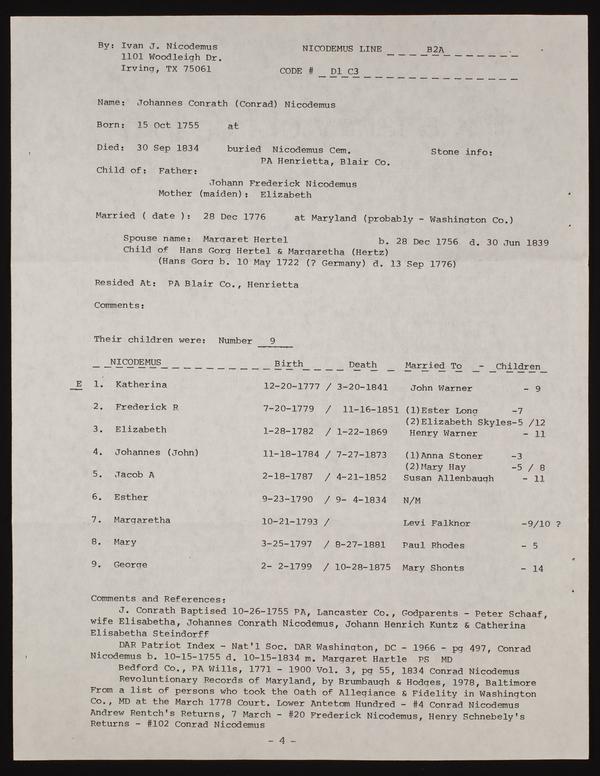 By: Ivan J. Nicodemus NICODEMUS LINE B2A
1101 Woodleigh Dr.
Irving, TX 75061 CODE # D1 C3
Name: Johannes Conrath (Conrad) Nicodemus
Born: 15 Oct 1755 at
Died: 30 Sep 1834 buried Nicodemus Cem. Stone info:
PA Henrietta, Blair Co.
Child of: Father:
Johann Frederick Nicodemus
Mother (maiden): Elizabeth
Married ( date ): 28 Dec 1776 at Maryland (probably - Washington Co.)
Spouse name: Margaret Hertel b. 28 Dec 1756 d. 30 Jun 1839
Child of Hans Gorg Hertel & Margaretha (Hertz)
(Hans Gorg b. 10 May 1722 (? Germany) d. 13 Sep 1776)
Resided At: PA Blair Co., Henrietta
Comments:
Their children were: Number 9
NICODEMUS Birth Death Married To - Children
E 1. Katherina 12-20-1777 / 3-20-1841 John Warner - 9
2. Frederick R 7-20-1779 / 11-16-1851 (1)Ester Long -7
(2)Elizabeth Skyles-5 /12
3. Elizabeth 1-28-1782 / 1-22-1869 Henry Warner - 11
4. Johannes (John) 11-18-1784 / 7-27-1873 (1)Anna Stoner -3
(2)Mary Hay -5 / 8
5. Jacob A 2-18-1787 / 4-21-1852 Susan Allenbaugh - 11
6. Esther 9-23-1790 / 9- 4-1834 N/M
7. Margaretha 10-21-1793 / Levi Falknor -9/10 ?
8. Mary 3-25-1797 / 8-27-1881 Paul Rhodes - 5
9. George 2- 2-1799 / 10-28-1875 Mary Shonts - 14
Comments and References:
J. Conrath Baptised 10-26-1755 PA, Lancaster Co., Godparents - Peter Schaaf,
wife Elisabetha, Johannes Conrath Nicodemus, Johann Henrich Kuntz & Catherina
Elisabetha Steindorff
DAR Patriot Index - Nat'l Soc. DAR Washington, DC - 1966 - pg 497, Conrad
Nicodemus b. 10-15-1755 d. 10-15-1834 m. Margaret Hartle PS MD
Bedford Co., PA Wills, 1771 - 1900 Vol. 3, pg 55, 1834 Conrad Nicodemus
Revoluntionary Records of Maryland, by Brumbaugh & Hodges, 1978, Baltimore
From a list of persons who took the Oath of Allegiance & Fidelity in Washington
Co., MD at the March 1778 Court. Lower Antetom Hundred - #4 Conrad Nicodemus
Andrew Rentch's Returns, 7 March - #20 Frederick Nicodemus, Henry Schnebely's
Returns - #102 Conrad Nicodemus
- 4 -